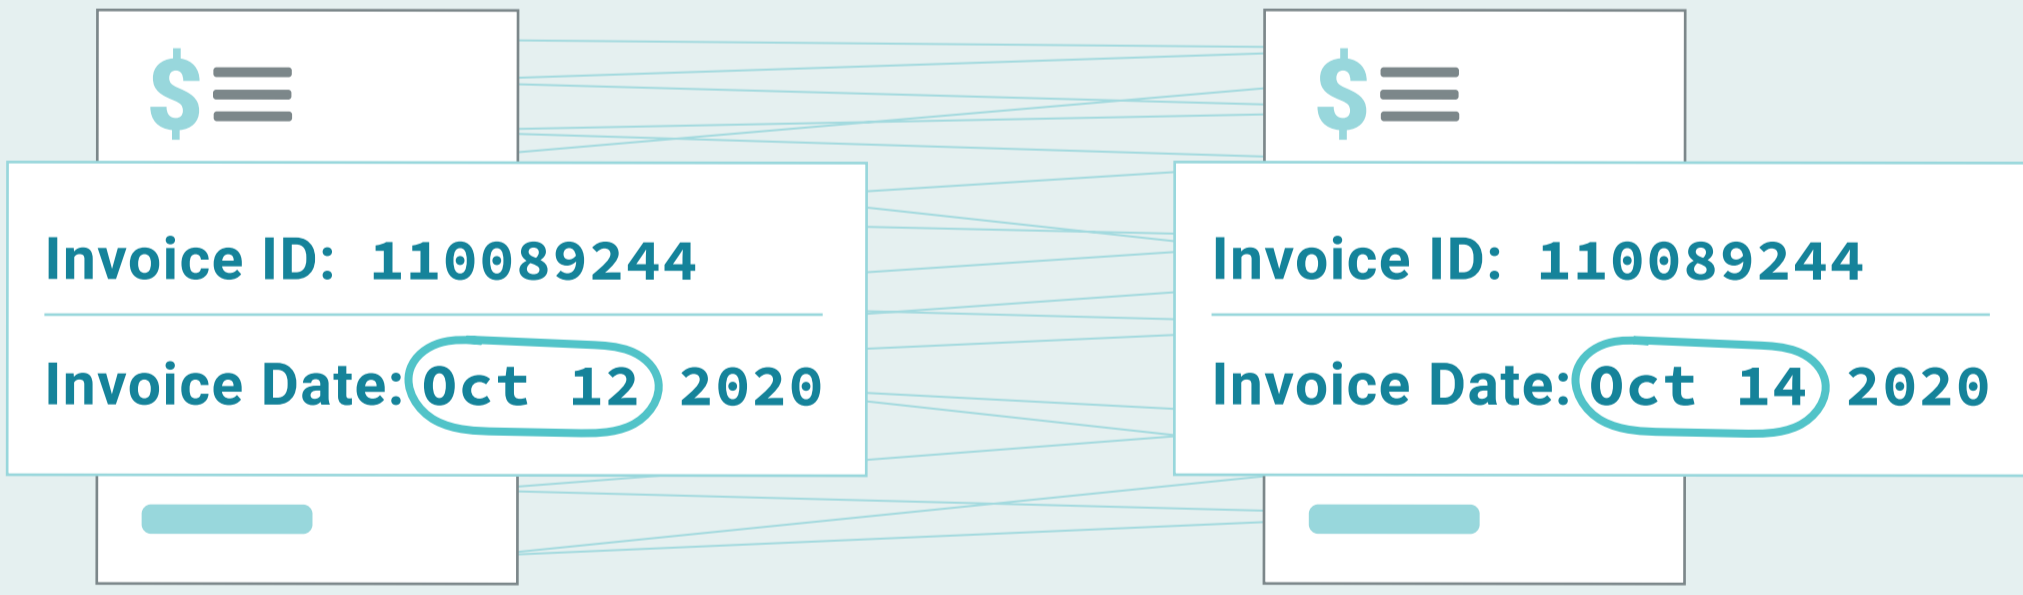 $
Invoice ID: 110089244
Invoice Date: Oct 12 2020
$
Invoice ID: 110089244
Invoice Date: Oct 14 2020